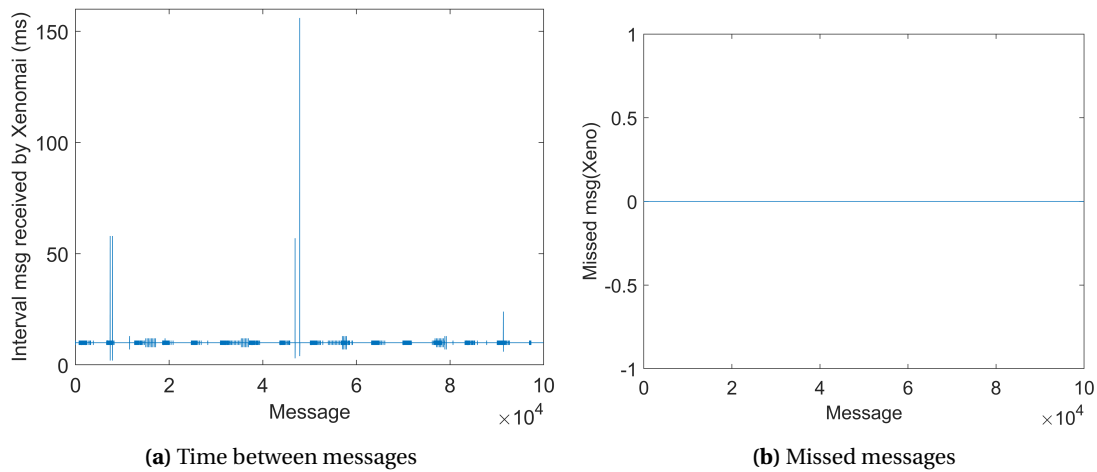 Interval msg received by Xenomai (ms)
150
100
50
0
0 2 4 6 8 10
Message
×10^4
(a) Time between messages
Missed msg(Xeno)
1
0.5
0
-0.5
-1
0 2 4 6 8 10
Message
×10^4
(b) Missed messages